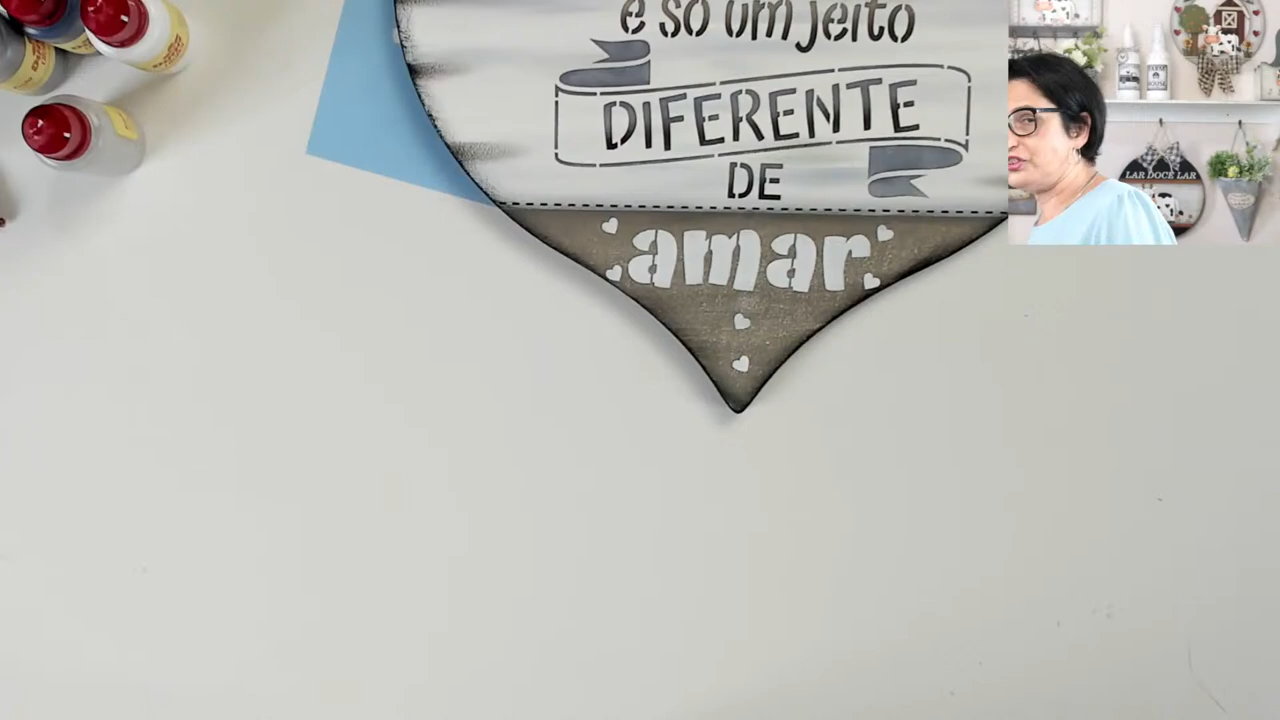 é só um jeito
DIFERENTE
DE
amar
LAR DOCE LAR